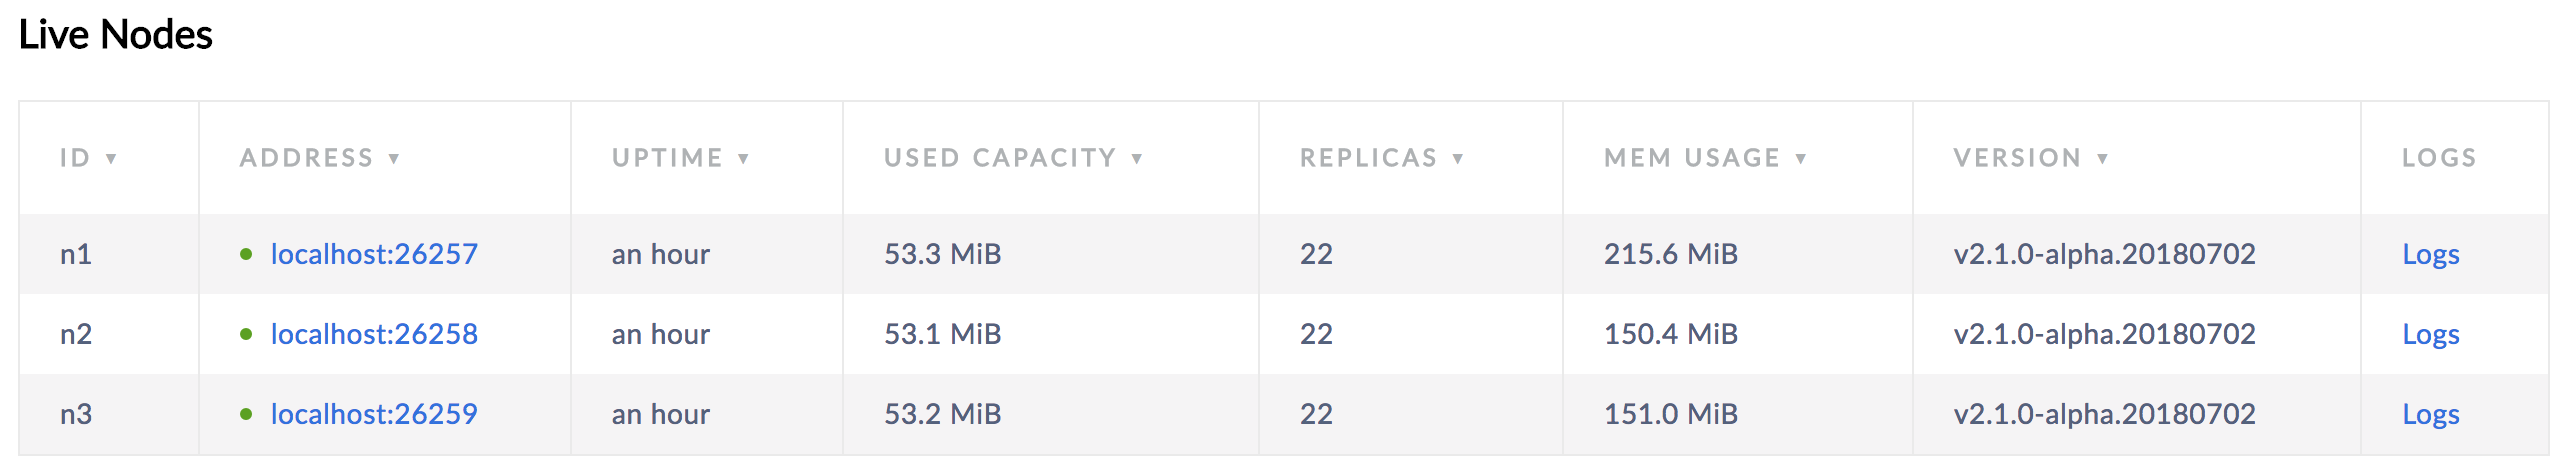 Live Nodes
ID ▼ ADDRESS ▼ UPTIME ▼ USED CAPACITY ▼ REPLICAS ▼ MEM USAGE ▼ VERSION ▼ LOGS
n1 localhost:26257 an hour 53.3 MiB 22 215.6 MiB v2.1.0-alpha.20180702 Logs
n2 localhost:26258 an hour 53.1 MiB 22 150.4 MiB v2.1.0-alpha.20180702 Logs
n3 localhost:26259 an hour 53.2 MiB 22 151.0 MiB v2.1.0-alpha.20180702 Logs